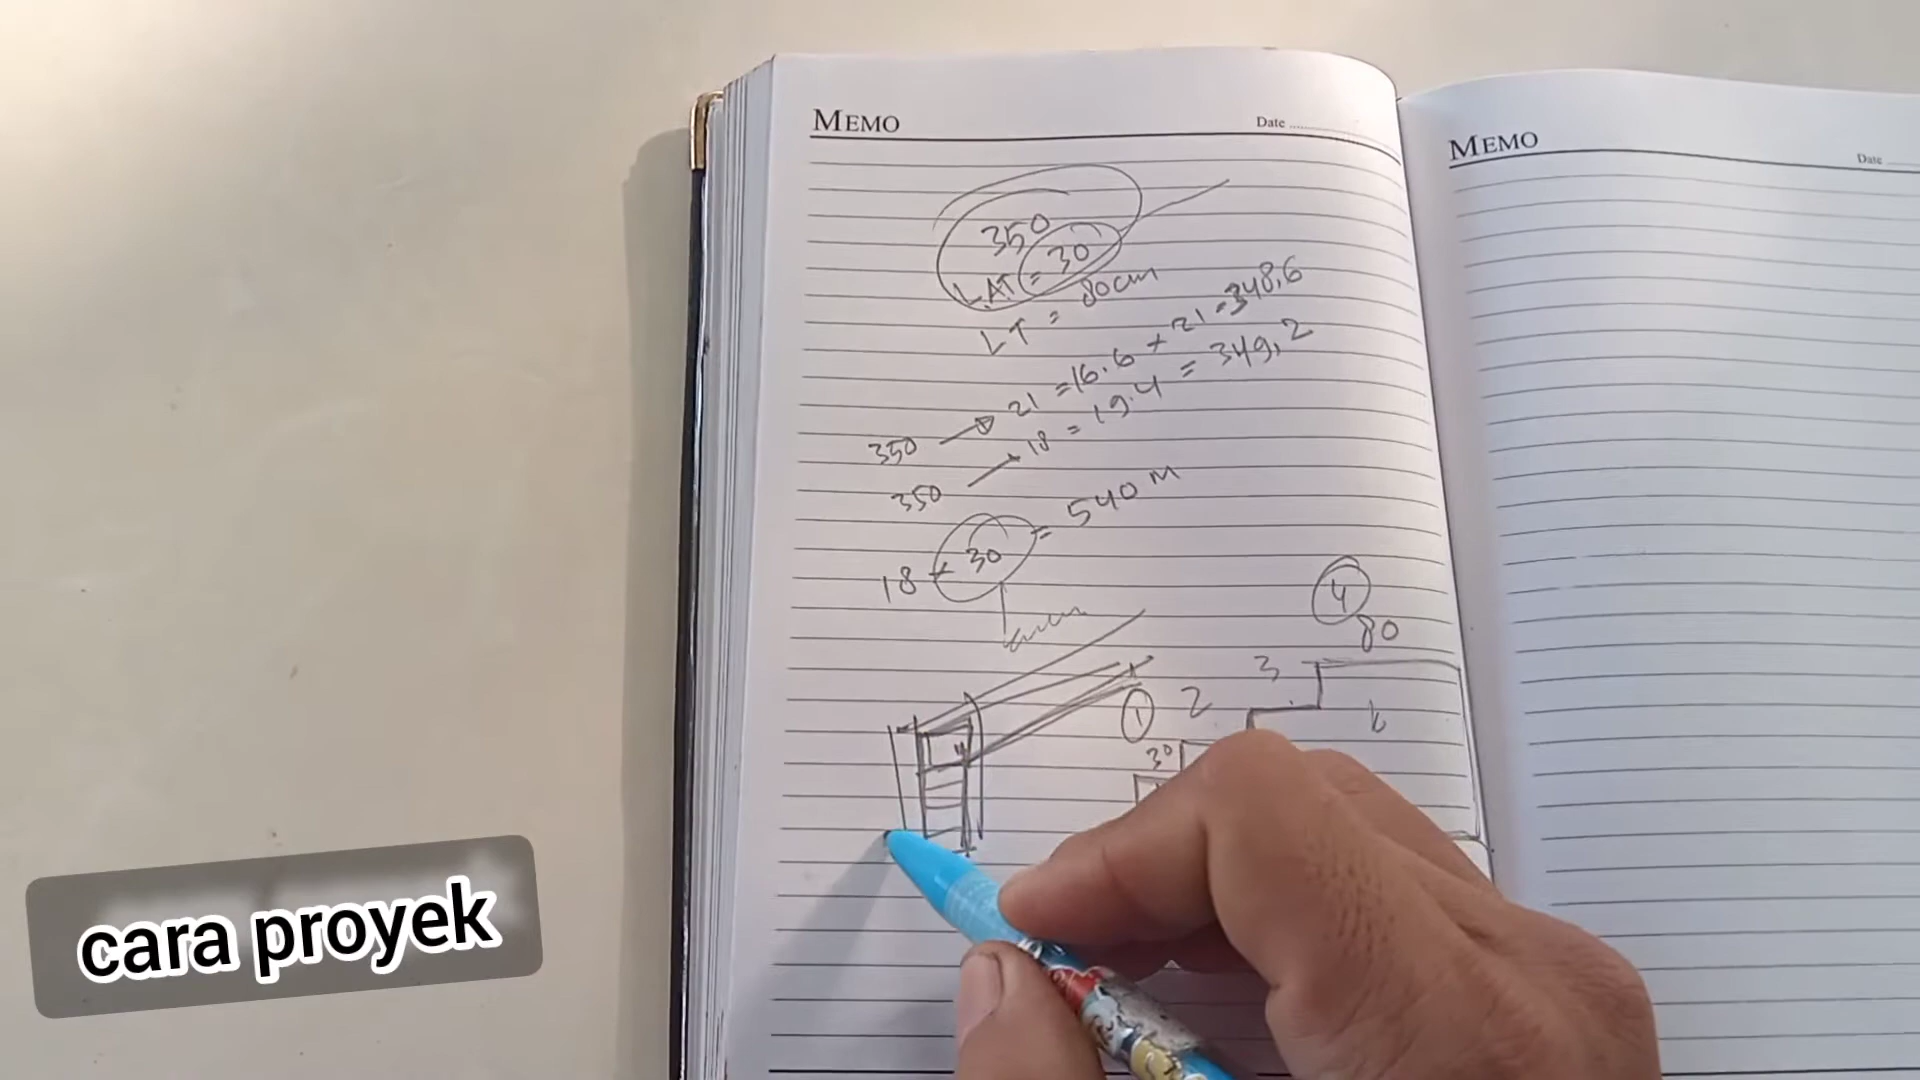 MEMO Date
350
L.AT = 30
LT = 80cm
350 → 21 = 16.6 × 21 = 348,6
350 → 18 = 19.4 = 349,2
18 × 30 = 540 M
4
80
3
1 2
30
MEMO Date
cara proyek